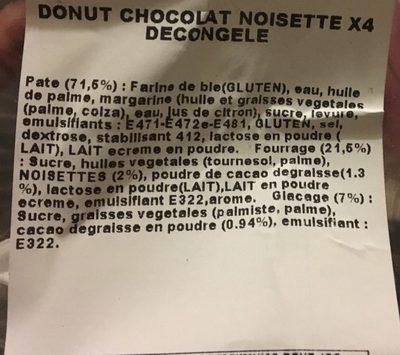 DONUT CHOCOLAT NOISETTE X4
DECONGELE
Pate (71,5%) : Farine de ble(GLUTEN), eau, huile
de palme, margarine (huile et graisses vegetales
(palme, colza), eau, jus de citron), sucre, levure,
emulsifiants : E471-E472e-E481, GLUTEN, sel,
dextrose, stabilisant 412, lactose en poudre (
LAIT), LAIT ecreme en poudre. Fourrage (21,5%)
: Sucre, huiles vegetales (tournesol, palme),
NOISETTES (2%), poudre de cacao degraisse(1.3
%), lactose en poudre(LAIT),LAIT en poudre
ecreme, emulsifiant E322,arome. Glacage (7%) :
Sucre, graisses vegetales (palmiste, palme),
cacao degraisse en poudre (0.94%), emulsifiant :
E322.